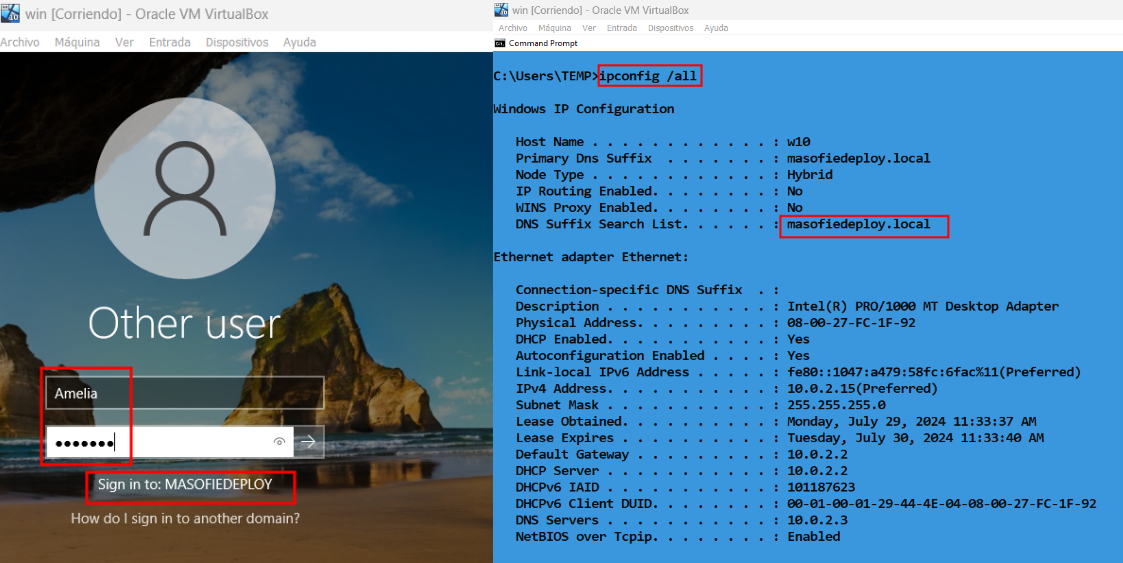 win [Corriendo] - Oracle VM VirtualBox
Archivo Máquina Ver Entrada Dispositivos Ayuda
Other user
Amelia
●●●●●●●
Sign in to: MASOFIEDEPLOY
How do I sign in to another domain?
win [Corriendo] - Oracle VM VirtualBox
Archivo Máquina Ver Entrada Dispositivos Ayuda
Command Prompt
C:\Users\TEMP>ipconfig /all
Windows IP Configuration
Host Name . . . . . . . . . . . . : w10
Primary Dns Suffix . . . . . . . : masofiedeploy.local
Node Type . . . . . . . . . . . . : Hybrid
IP Routing Enabled. . . . . . . . : No
WINS Proxy Enabled. . . . . . . . : No
DNS Suffix Search List. . . . . . : masofiedeploy.local
Ethernet adapter Ethernet:
Connection-specific DNS Suffix . :
Description . . . . . . . . . . . : Intel(R) PRO/1000 MT Desktop Adapter
Physical Address. . . . . . . . . : 08-00-27-FC-1F-92
DHCP Enabled. . . . . . . . . . . : Yes
Autoconfiguration Enabled . . . . : Yes
Link-local IPv6 Address . . . . . : fe80::1047:a479:58fc:6fac%11(Preferred)
IPv4 Address. . . . . . . . . . . : 10.0.2.15(Preferred)
Subnet Mask . . . . . . . . . . . : 255.255.255.0
Lease Obtained. . . . . . . . . . : Monday, July 29, 2024 11:33:37 AM
Lease Expires . . . . . . . . . . : Tuesday, July 30, 2024 11:33:40 AM
Default Gateway . . . . . . . . . : 10.0.2.2
DHCP Server . . . . . . . . . . . : 10.0.2.2
DHCPv6 IAID . . . . . . . . . . . : 101187623
DHCPv6 Client DUID. . . . . . . . : 00-01-00-01-29-44-4E-04-08-00-27-FC-1F-92
DNS Servers . . . . . . . . . . . : 10.0.2.3
NetBIOS over Tcpip. . . . . . . . : Enabled